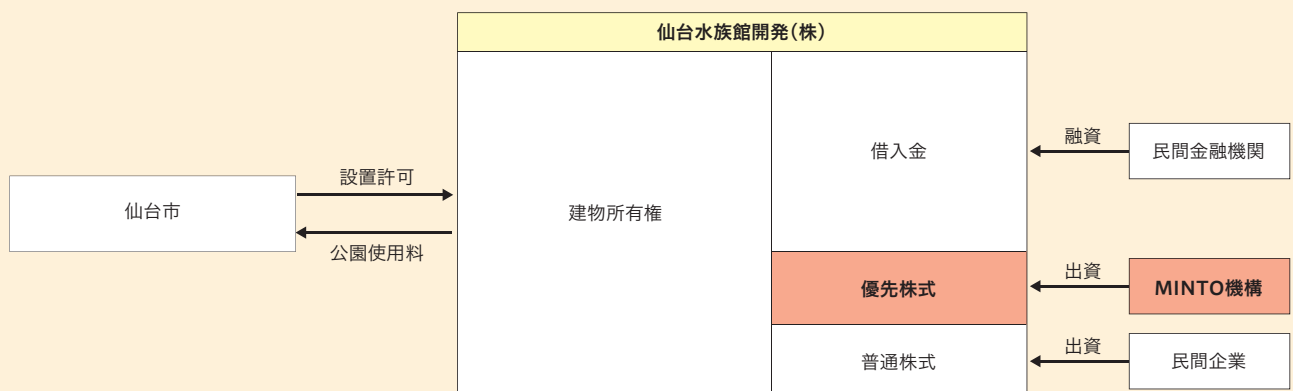 仙台水族館開発(株)
仙台市
設置許可
公園使用料
建物所有権
借入金
融資
民間金融機関
優先株式
出資
MINTO機構
普通株式
出資
民間企業